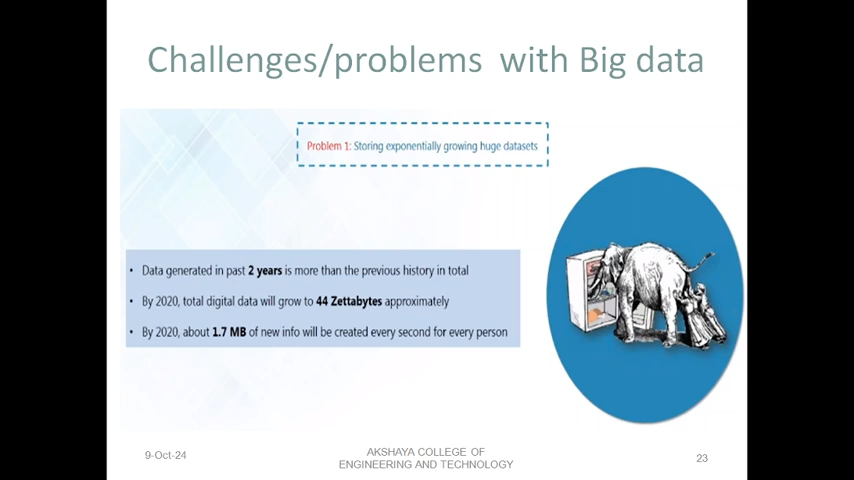 Challenges/problems with Big data
Problem 1: Storing exponentially growing huge datasets
• Data generated in past 2 years is more than the previous history in total
• By 2020, total digital data will grow to 44 Zettabytes approximately
• By 2020, about 1.7 MB of new info will be created every second for every person
9-Oct-24
AKSHAYA COLLEGE OF
ENGINEERING AND TECHNOLOGY
23